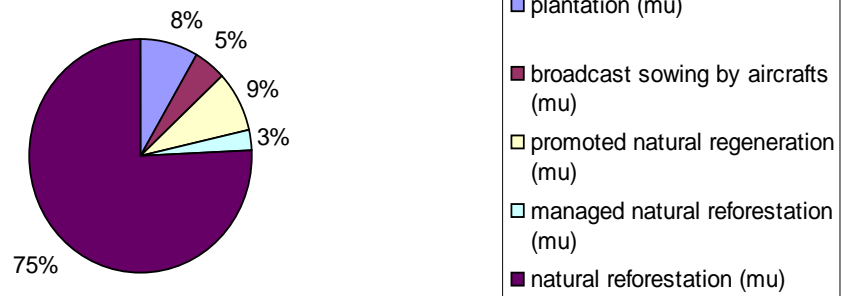 8%
5%
9%
3%
75%
plantation (mu)
broadcast sowing by aircrafts
(mu)
promoted natural regeneration
(mu)
managed natural reforestation
(mu)
natural reforestation (mu)